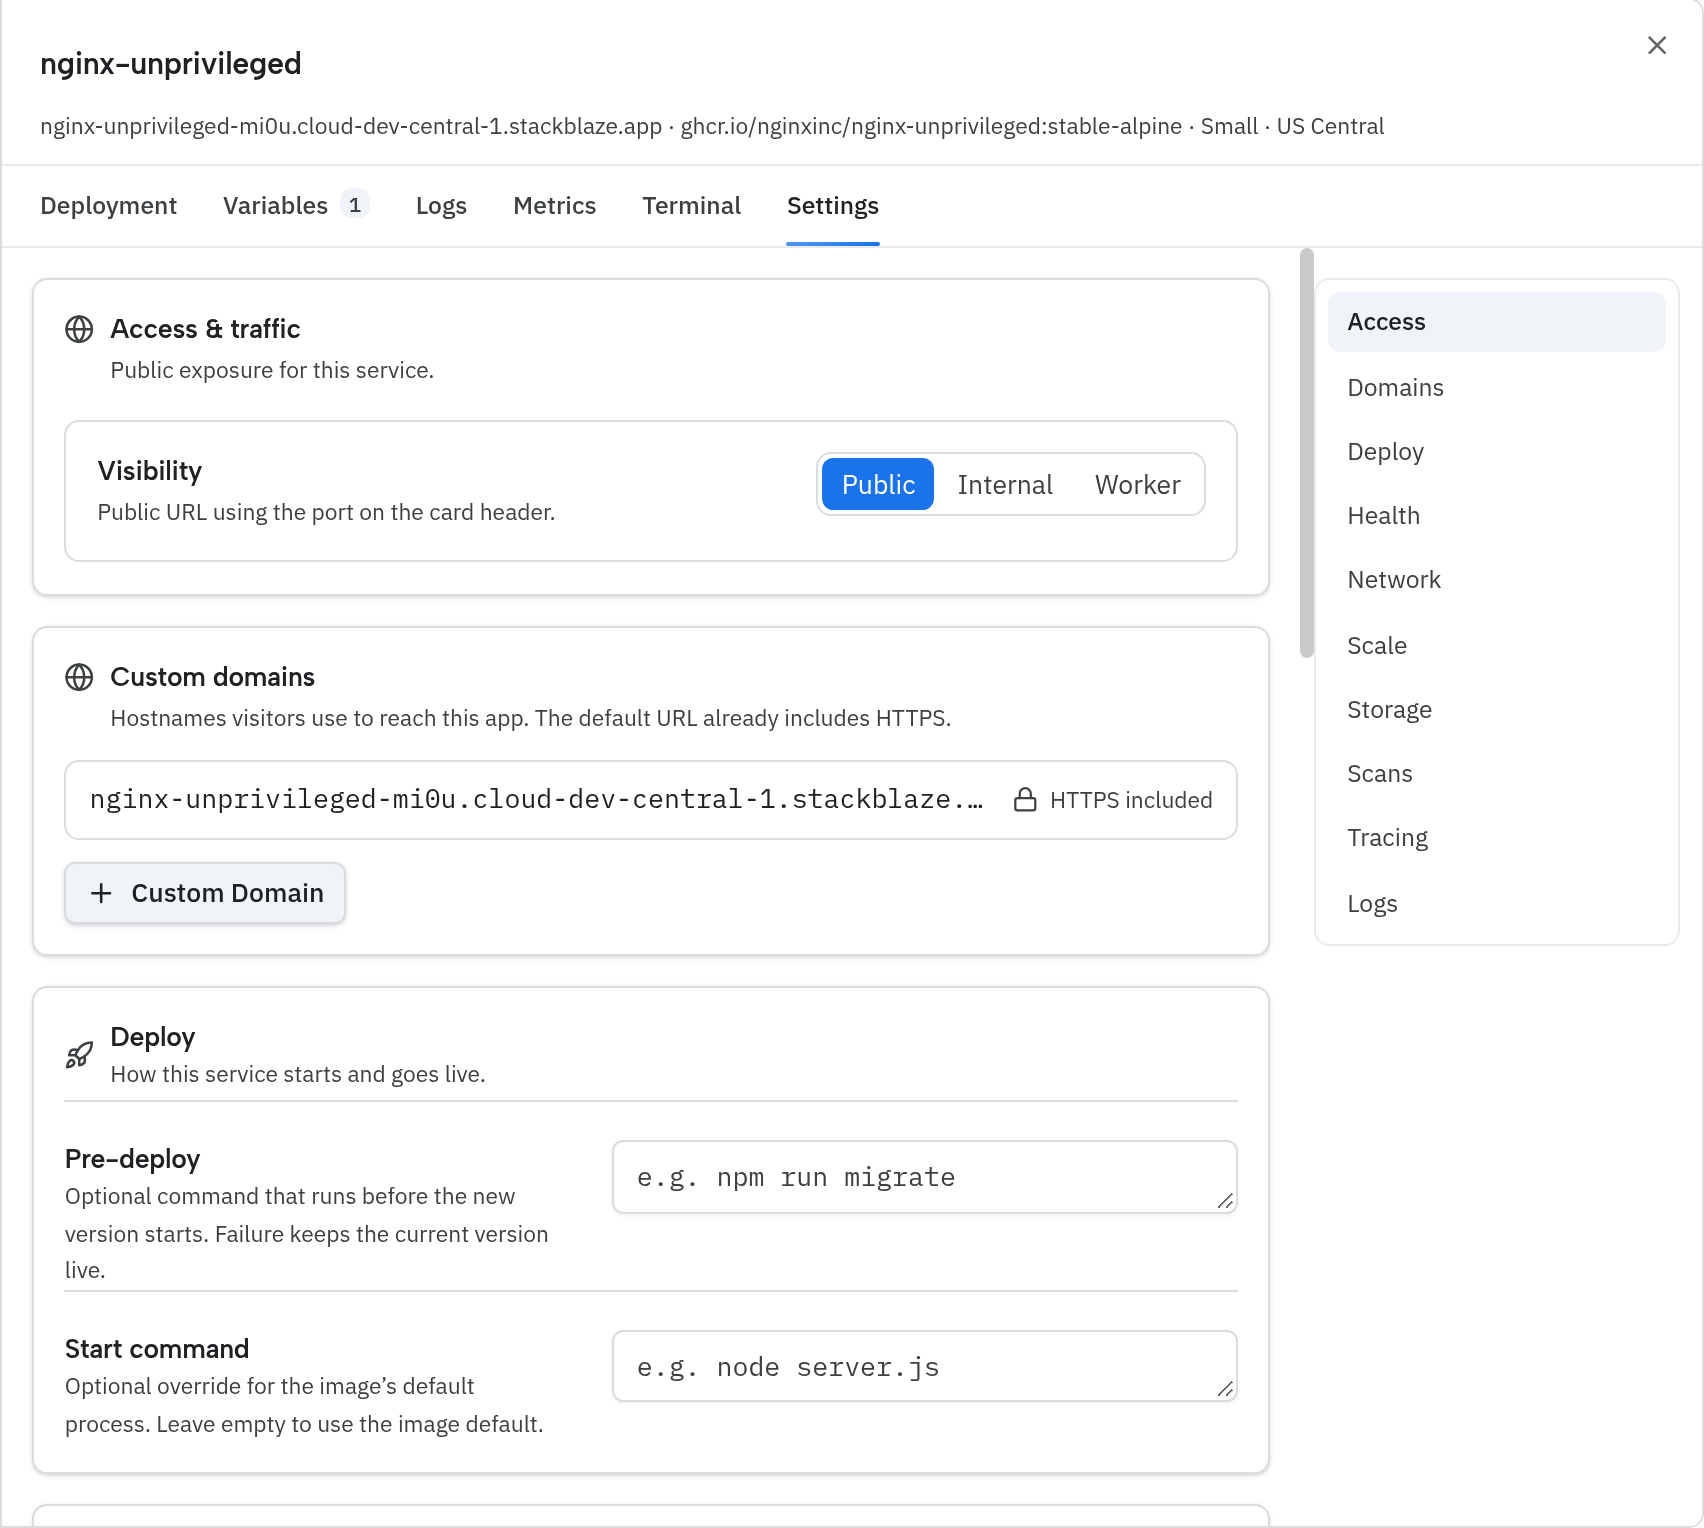 nginx-unprivileged
nginx-unprivileged-mi0u.cloud-dev-central-1.stackblaze.app · ghcr.io/nginxinc/nginx-unprivileged:stable-alpine · Small · US Central
Deployment Variables 1 Logs Metrics Terminal Settings
Access & traffic
Public exposure for this service.
Visibility
Public URL using the port on the card header.
Public Internal Worker
Custom domains
Hostnames visitors use to reach this app. The default URL already includes HTTPS.
nginx-unprivileged-mi0u.cloud-dev-central-1.stackblaze.… HTTPS included
+ Custom Domain
Deploy
How this service starts and goes live.
Pre-deploy
Optional command that runs before the new
version starts. Failure keeps the current version
live.
e.g. npm run migrate
Start command
Optional override for the image’s default
process. Leave empty to use the image default.
e.g. node server.js
Access
Domains
Deploy
Health
Network
Scale
Storage
Scans
Tracing
Logs